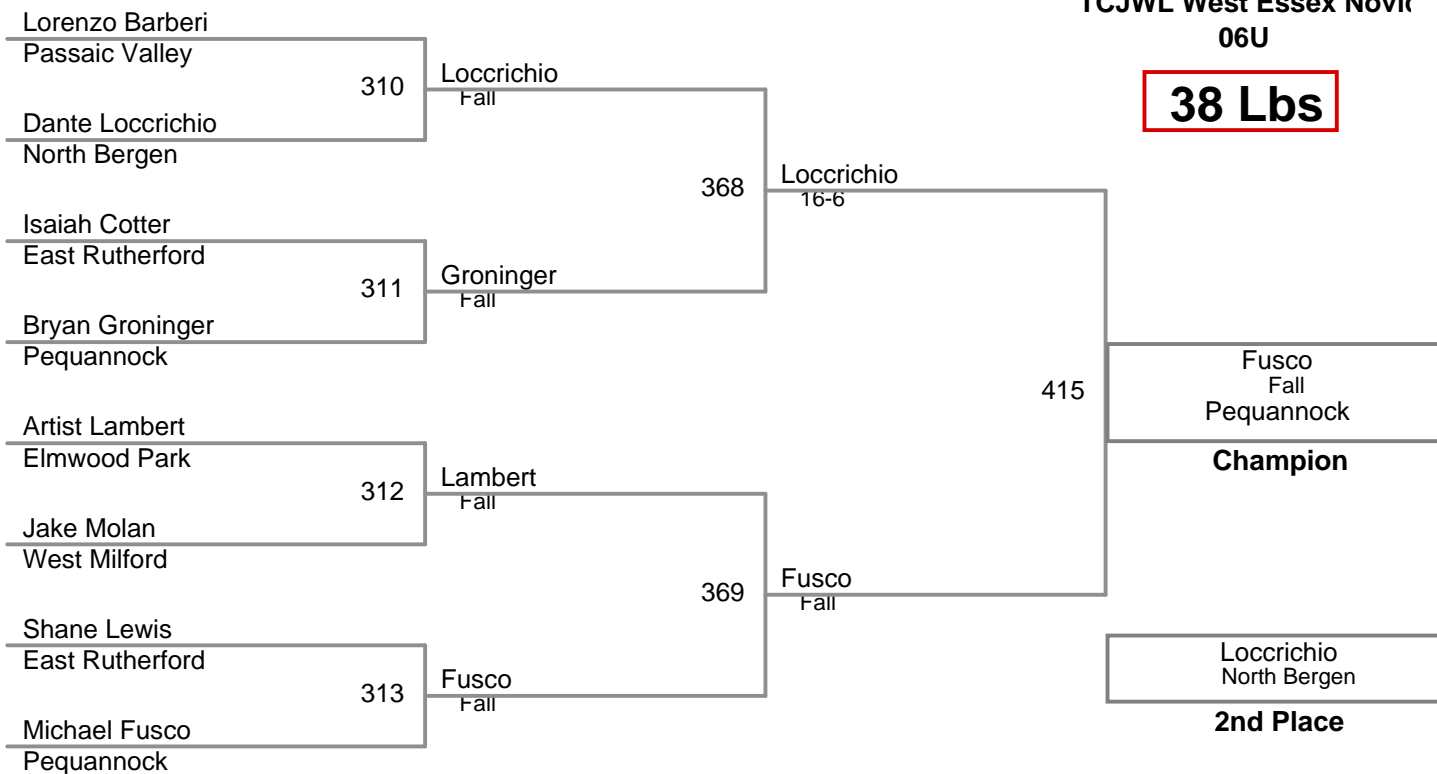 TCJWL West Essex
06U
38 Lbs
Lorenzo Barberi
Passaic Valley
310
Dante Loccrichio
North Bergen
Loccrichio
Fall
Isaiah Cotter
East Rutherford
311
Bryan Groninger
Pequannock
Groninger
Fall
368
Loccrichio
16-6
Artist Lambert
Elmwood Park
312
Jake Molan
West Milford
Lambert
Fall
Shane Lewis
East Rutherford
313
Michael Fusco
Pequannock
Fusco
Fall
369
Fusco
Fall
415
Fusco
Fall
Pequannock
Champion
Loccrichio
North Bergen
2nd Place